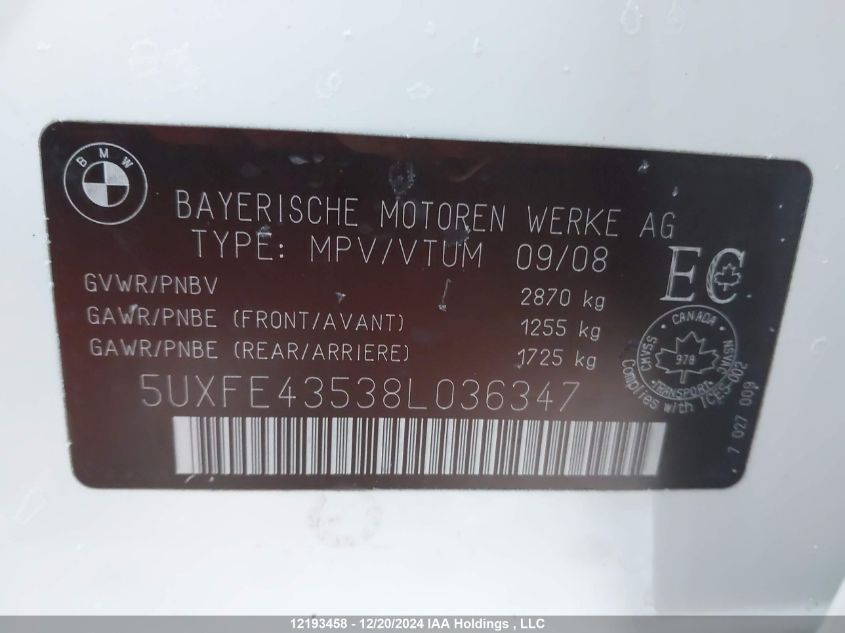 BMW
BAYERISCHE MOTOREN WERKE AG
TYPE: MPV/VTUM 09/08
EC
GVWR/PNBV 2870 kg
GAWR/PNBE (FRONT/AVANT) 1255 kg
GAWR/PNBE (REAR/ARRIERE) 1725 kg
CANADA
CMVSS
978
NVASMC
TRANSPORT
Complies with ICES-002
5UXFE43538L036347
7 027 009
12193458 - 12/20/2024 IAA Holdings , LLC